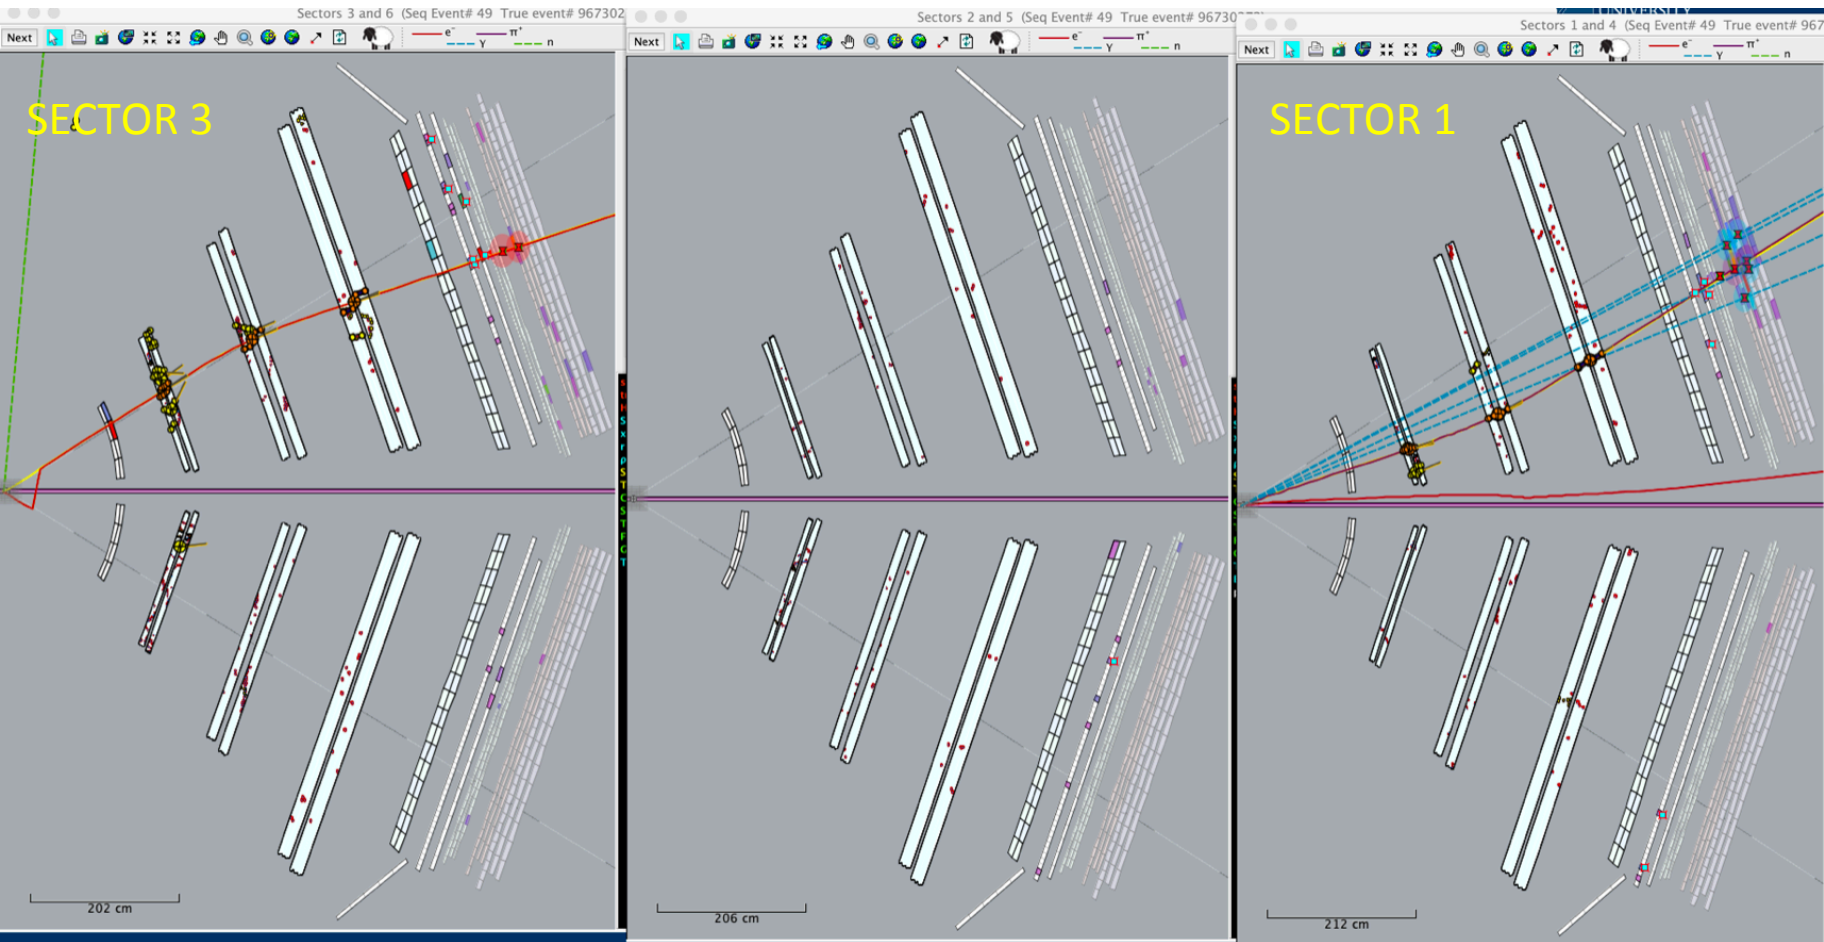 Sectors 3 and 6 (Seq Event# 49 True event# 967302
Next
e⁻
π⁺
γ
n
SECTOR 3
202 cm
Sectors 2 and 5 (Seq Event# 49 True event# 96730
Next
e⁻
π⁺
γ
n
206 cm
UNIVERSITY
Sectors 1 and 4 (Seq Event# 49 True event# 967
Next
e⁻
π⁺
γ
n
SECTOR 1
212 cm